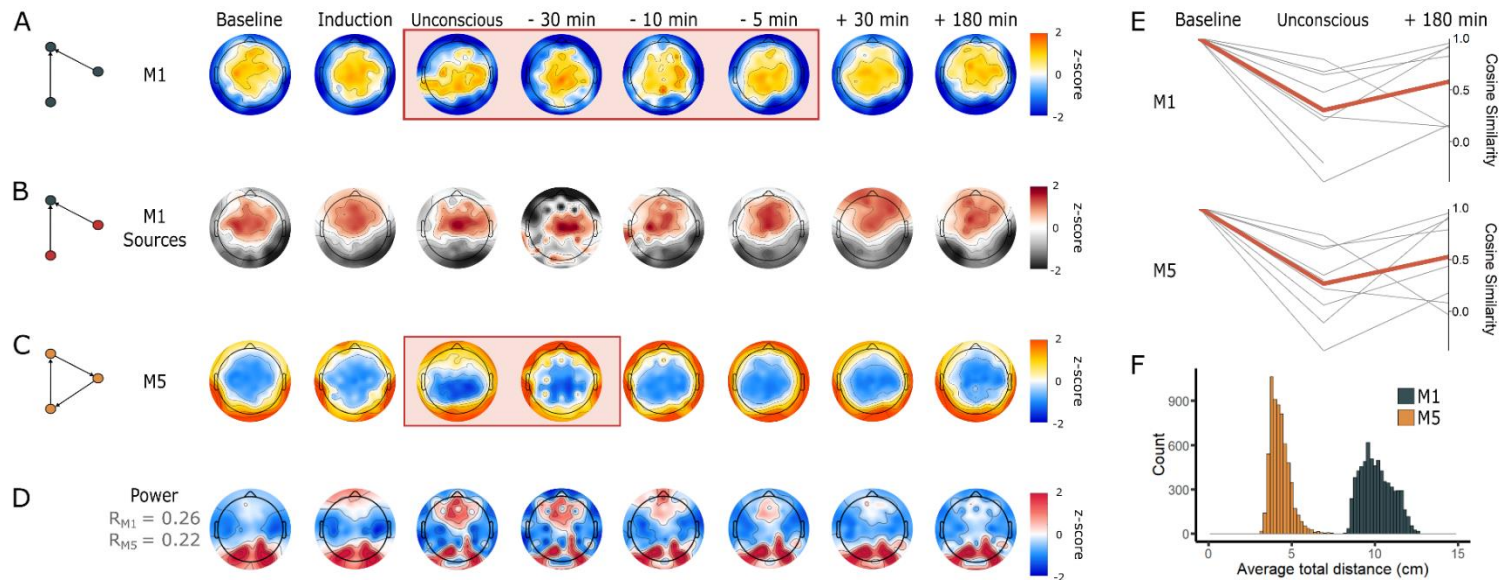 A
Baseline Induction Unconscious - 30 min - 10 min - 5 min + 30 min + 180 min
M1
2
0
-2
z-score
B
M1
Sources
2
0
-2
z-score
C
M5
2
0
-2
z-score
D
Power
R_M1 = 0.26
R_M5 = 0.22
2
0
-2
z-score
E
Baseline Unconscious + 180 min
M1
1.0
0.5
0.0
Cosine Similarity
M5
1.0
0.5
0.0
Cosine Similarity
F
Count
900
600
300
0
0 5 10 15
Average total distance (cm)
M1
M5